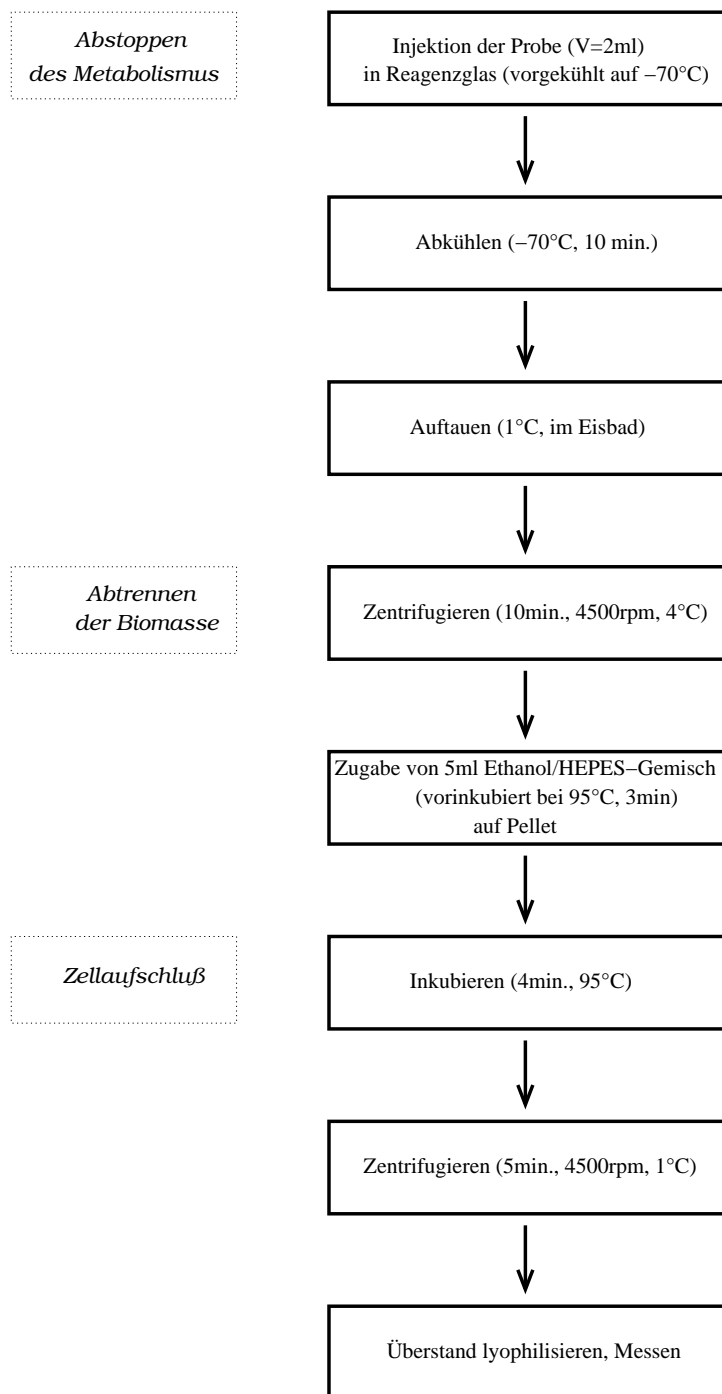 Abstoppen
des Metabolismus
Injektion der Probe (V=2ml)
in Reagenzglas (vorgekühlt auf −70°C)
Abkühlen (−70°C, 10 min.)
Auftauen (1°C, im Eisbad)
Abtrennen
der Biomasse
Zentrifugieren (10min., 4500rpm, 4°C)
Zugabe von 5ml Ethanol/HEPES−Gemisch
(vorinkubiert bei 95°C, 3min)
auf Pellet
Zellaufschluß
Inkubieren (4min., 95°C)
Zentrifugieren (5min., 4500rpm, 1°C)
Überstand lyophilisieren, Messen